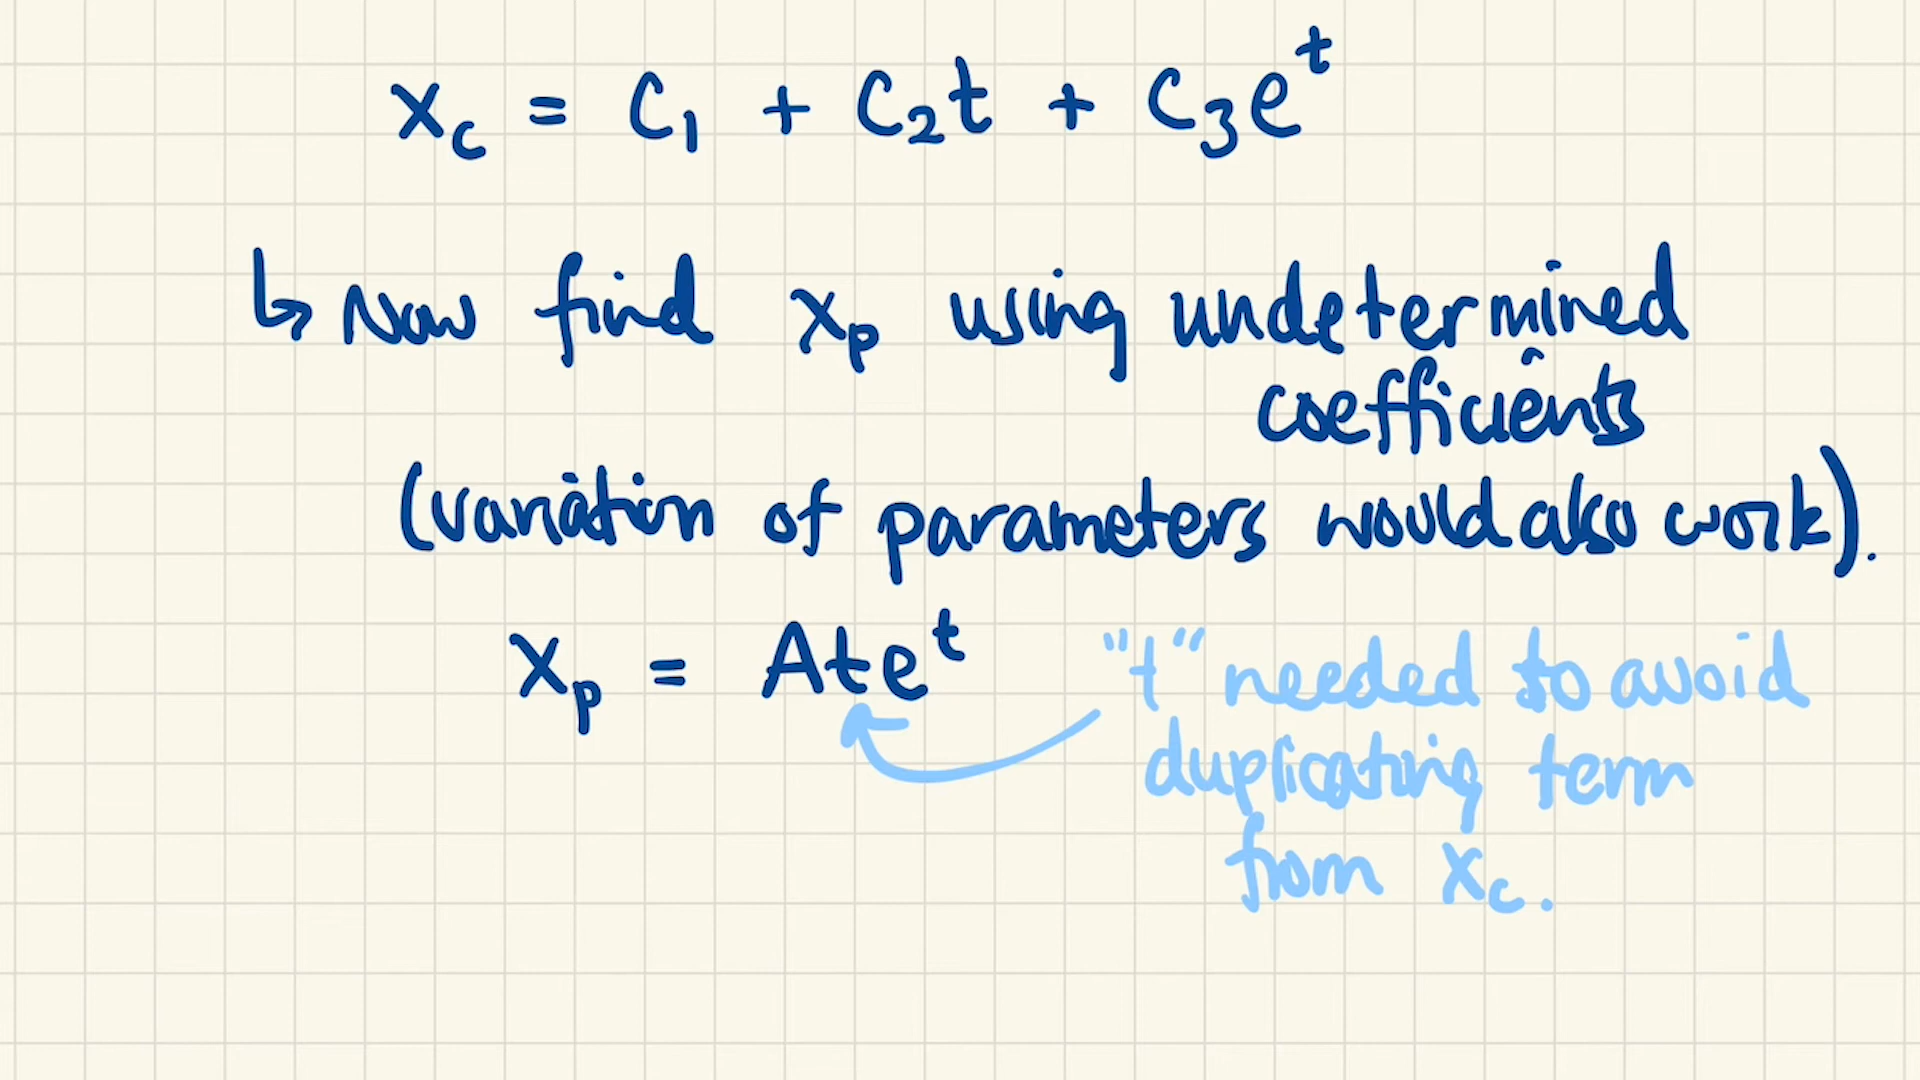 x_c = C_1 + C_2t + C_3e^t
↳ Now find x_p using undetermined
coefficients
(variation of parameters would also work).
x_p = Ate^t
"t" needed to avoid
duplicating term
from x_c.